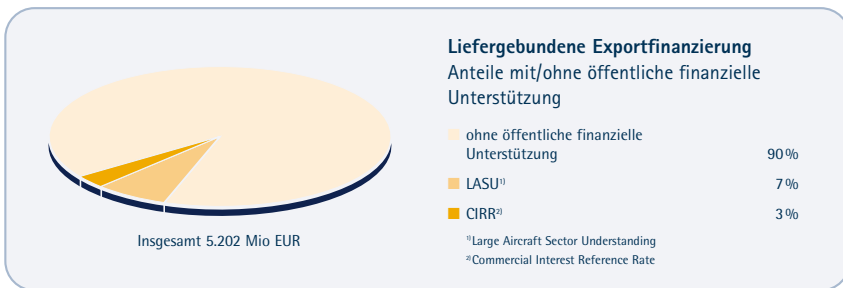 Liefergebundene Exportfinanzierung
Anteile mit/ohne öffentliche finanzielle
Unterstützung
ohne öffentliche finanzielle
Unterstützung 90 %
LASU¹⁾ 7 %
CIRR²⁾ 3 %
¹⁾ Large Aircraft Sector Understanding
²⁾ Commercial Interest Reference Rate
Insgesamt 5.202 Mio EUR